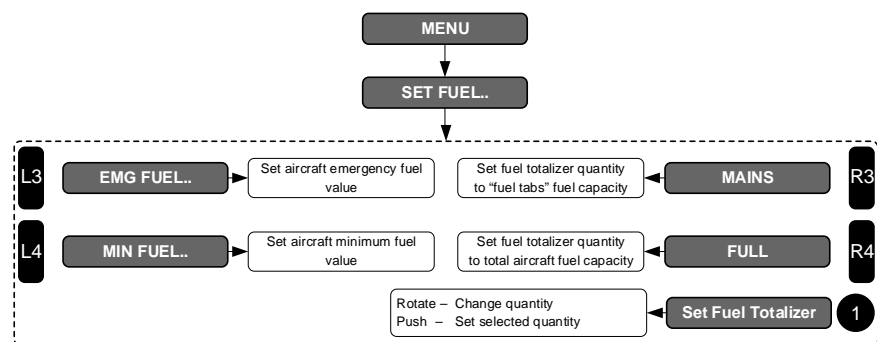 MENU
SET FUEL..
L3
EMG FUEL..
Set aircraft emergency fuel
value
Set fuel totalizer quantity
to “fuel tabs” fuel capacity
MAINS
R3
L4
MIN FUEL..
Set aircraft minimum fuel
value
Set fuel totalizer quantity
to total aircraft fuel capacity
FULL
R4
Rotate – Change quantity
Push – Set selected quantity
Set Fuel Totalizer
1